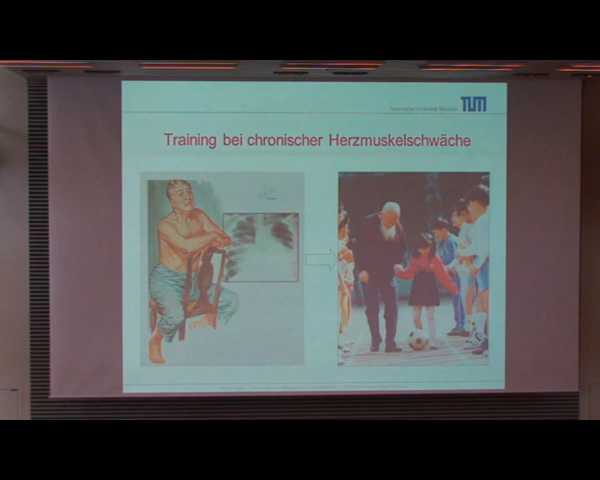 Technische Universität München
TUM
Training bei chronischer Herzmuskelschwäche